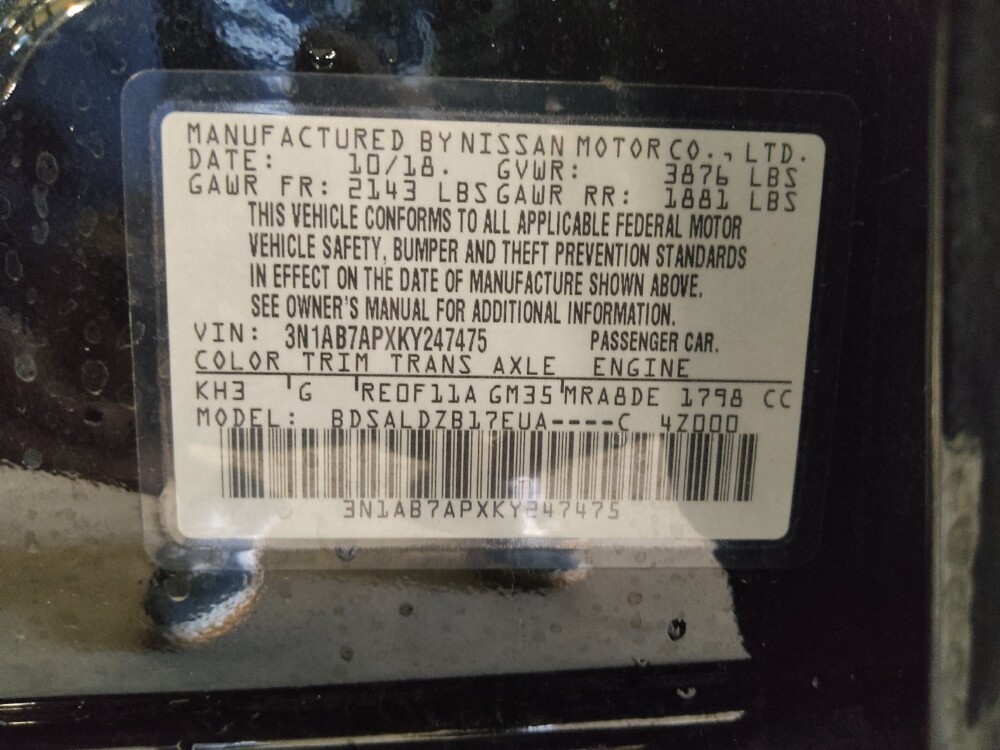 MANUFACTURED BY NISSAN MOTOR CO., LTD.
DATE: 10/18. GVWR: 3876 LBS
GAWR FR: 2143 LBS GAWR RR: 1881 LBS
THIS VEHICLE CONFORMS TO ALL APPLICABLE FEDERAL MOTOR
VEHICLE SAFETY, BUMPER AND THEFT PREVENTION STANDARDS
IN EFFECT ON THE DATE OF MANUFACTURE SHOWN ABOVE.
SEE OWNER'S MANUAL FOR ADDITIONAL INFORMATION.
VIN: 3N1AB7APXKY247475 PASSENGER CAR.
COLOR TRIM TRANS AXLE ENGINE
KH3 G RE0F11A GM35 MRA8DE 1798 CC
MODEL: BDSALDZB17EUA----C 4Z000
3N1AB7APXKY247475